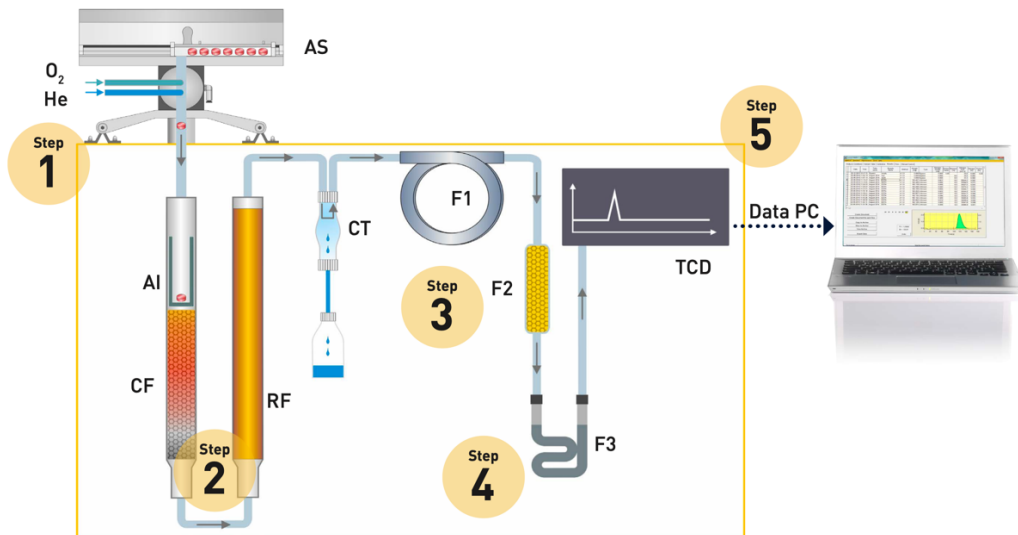 AS
O2
He
Step
1
Step
5
F1
CT
Data PC
TCD
AI
Step
3
F2
CF
RF
Step
2
Step
4
F3